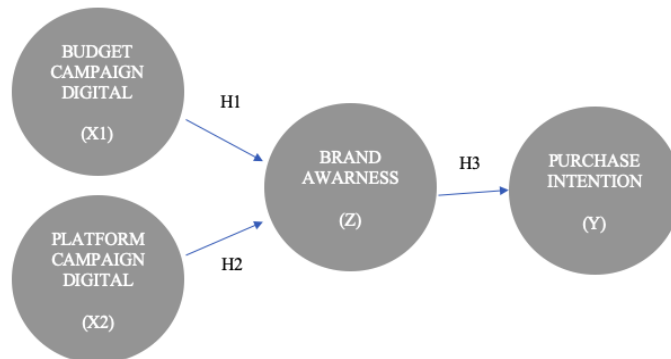 BUDGET
CAMPAIGN
DIGITAL
(X1)
H1
BRAND
AWARNESS
(Z)
H3
PURCHASE
INTENTION
(Y)
PLATFORM
CAMPAIGN
DIGITAL
(X2)
H2